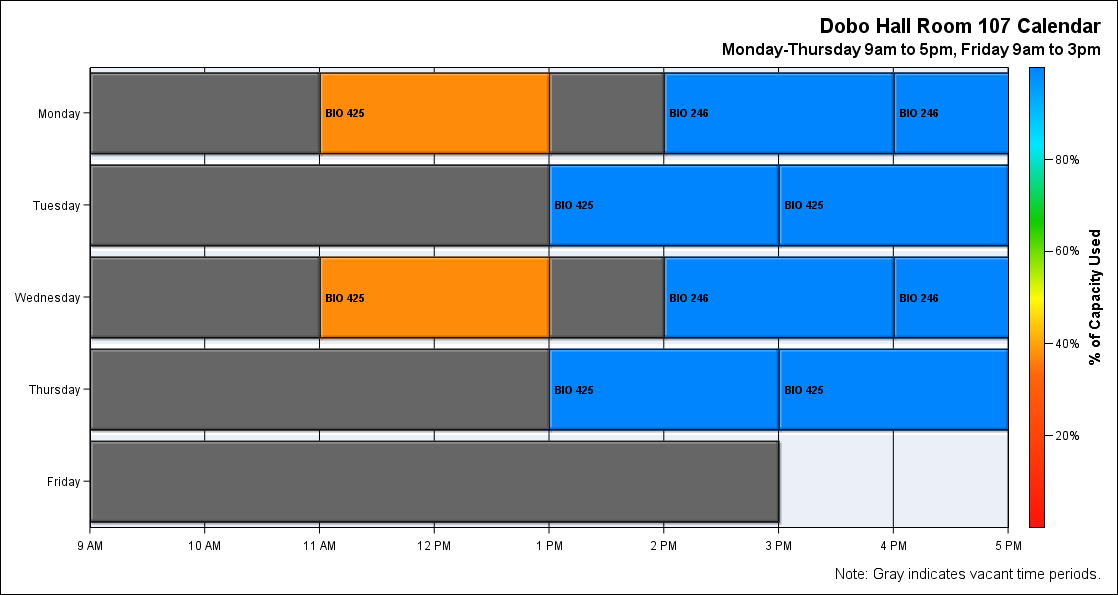 Dobo Hall Room 107 Calendar
Monday-Thursday 9am to 5pm, Friday 9am to 3pm
Monday
BIO 425
BIO 246
BIO 246
Tuesday
BIO 425
BIO 425
Wednesday
BIO 425
BIO 246
BIO 246
Thursday
BIO 425
BIO 425
Friday
9 AM
10 AM
11 AM
12 PM
1 PM
2 PM
3 PM
4 PM
5 PM
80%
60%
40%
20%
% of Capacity Used
Note: Gray indicates vacant time periods.